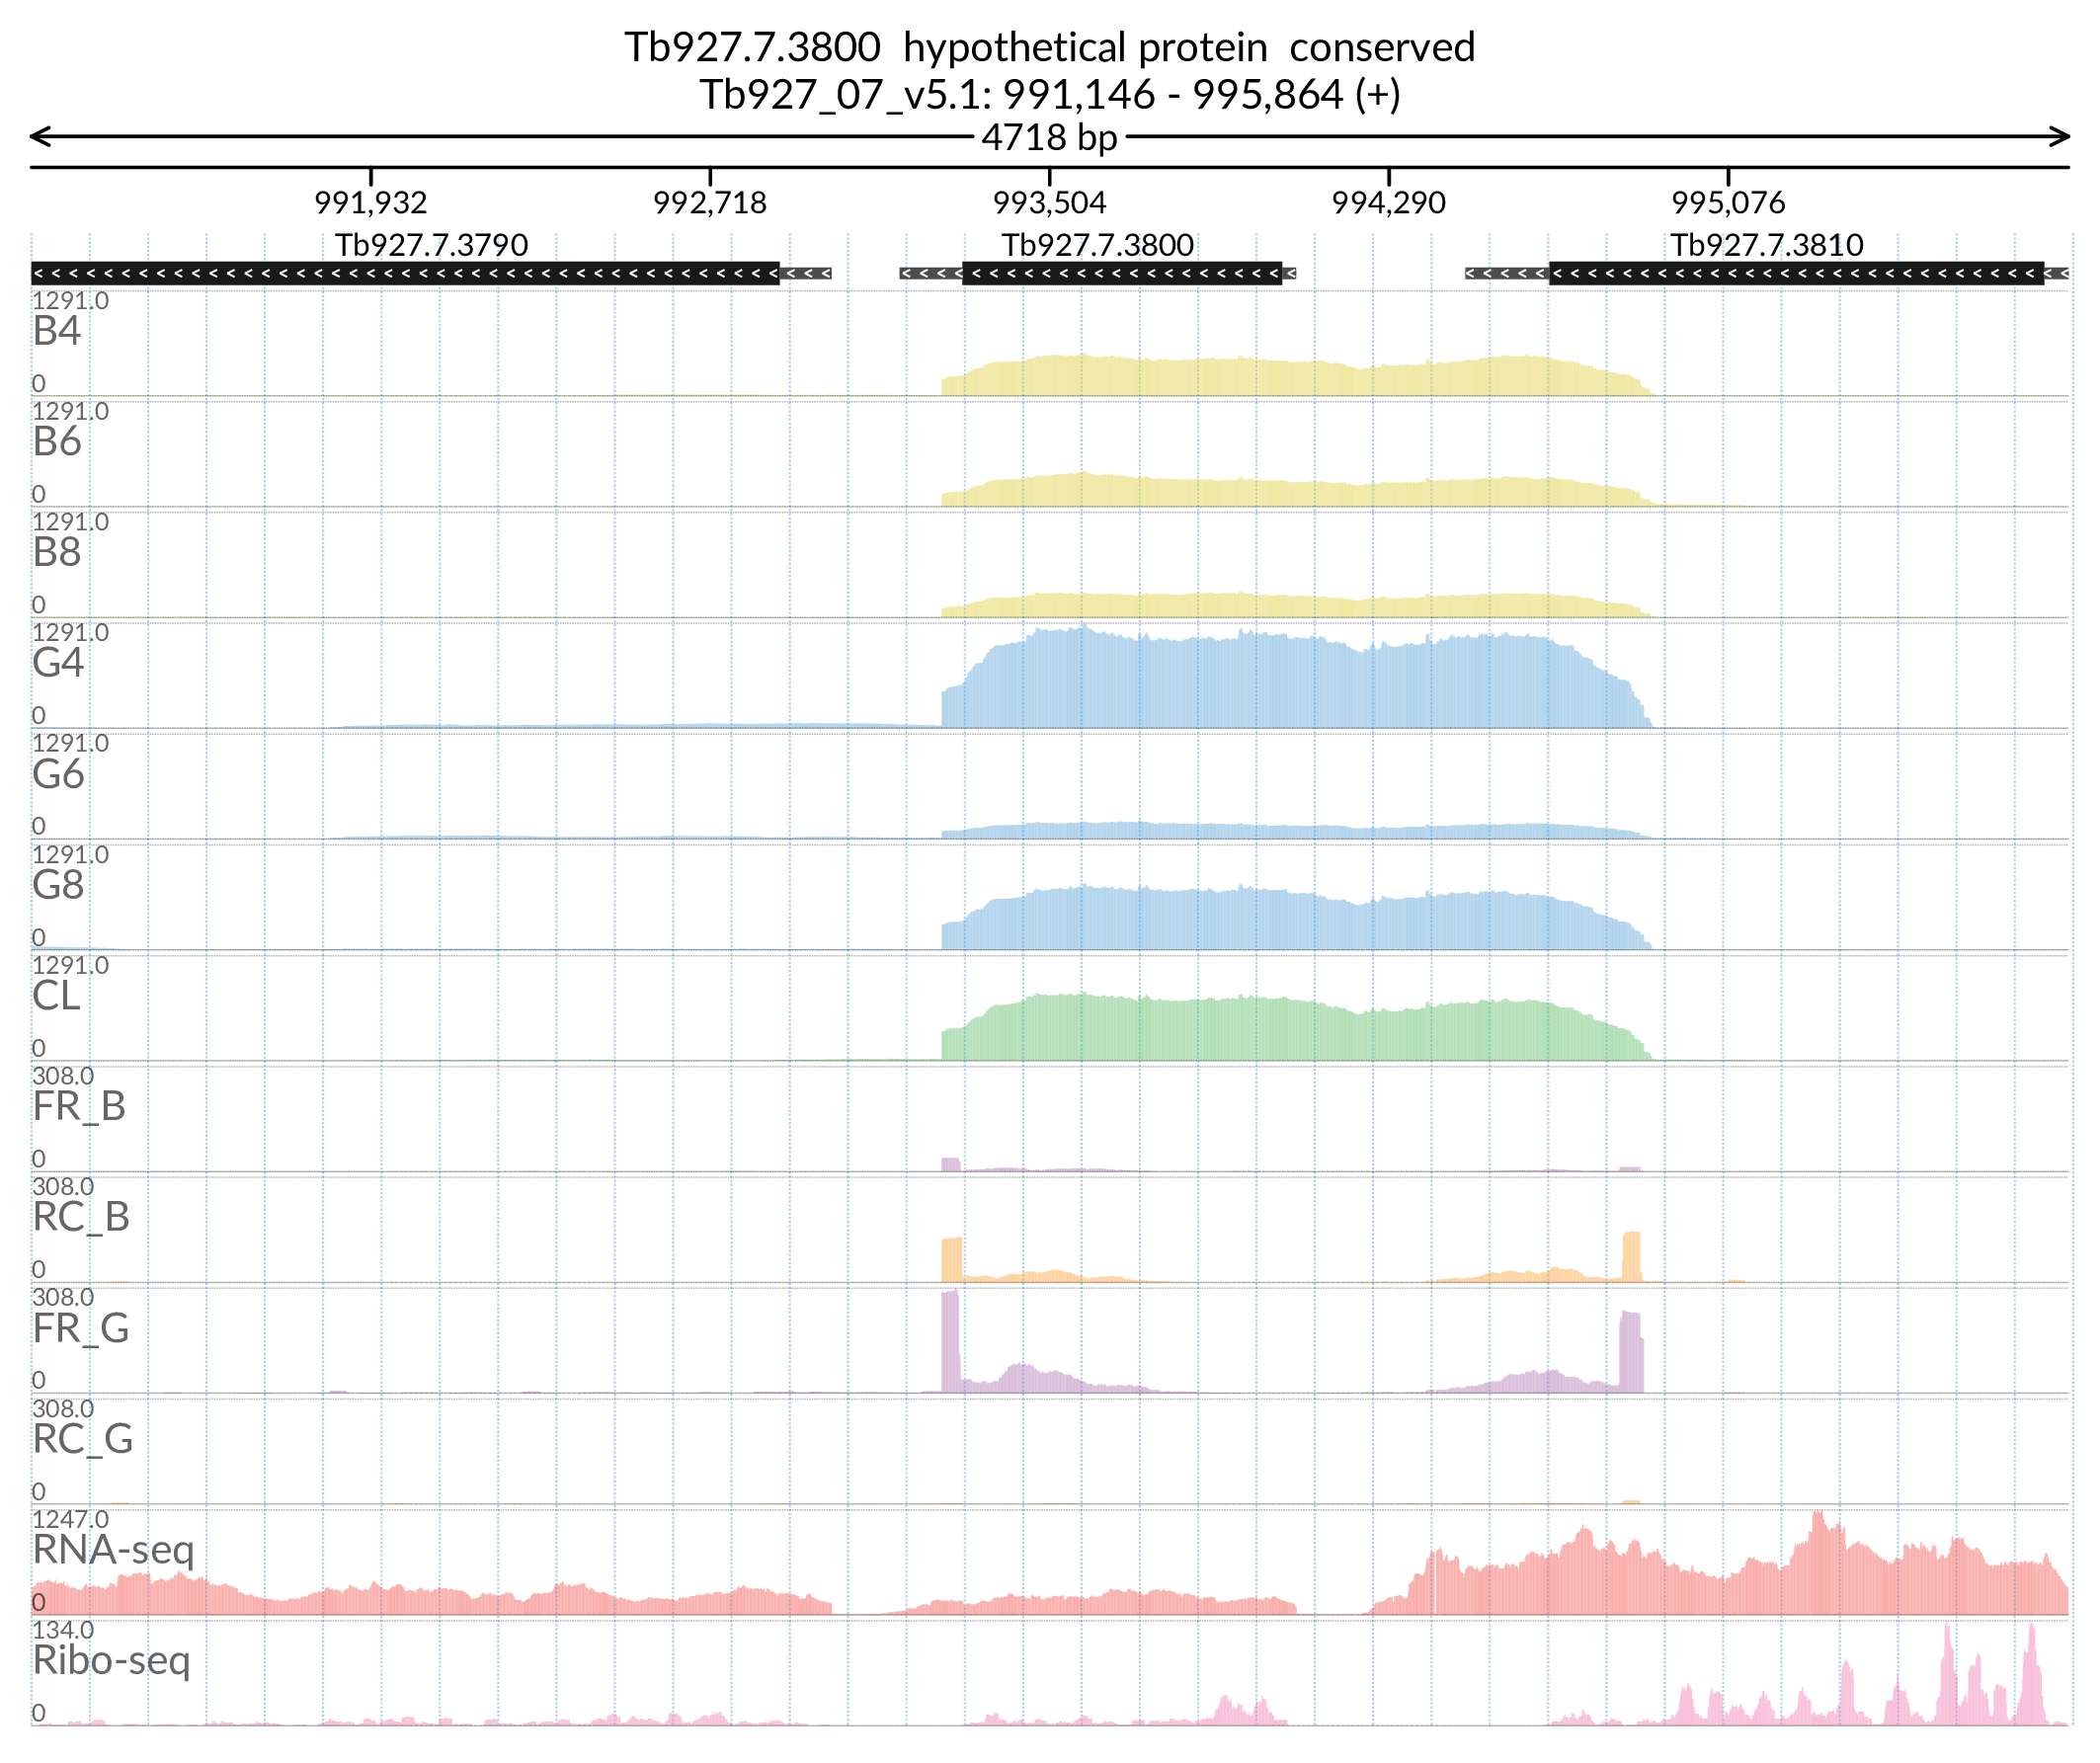 Tb927.7.3800 hypothetical protein conserved
Tb927_07_v5.1: 991,146 - 995,864 (+)
4718 bp
991,932 992,718 993,504 994,290 995,076
Tb927.7.3790 Tb927.7.3800 Tb927.7.3810
1291.0
B4
0
1291.0
B6
0
1291.0
B8
0
1291.0
G4
0
1291.0
G6
0
1291.0
G8
0
1291.0
CL
0
308.0
FR_B
0
308.0
RC_B
0
308.0
FR_G
0
308.0
RC_G
0
1247.0
RNA-seq
0
134.0
Ribo-seq
0